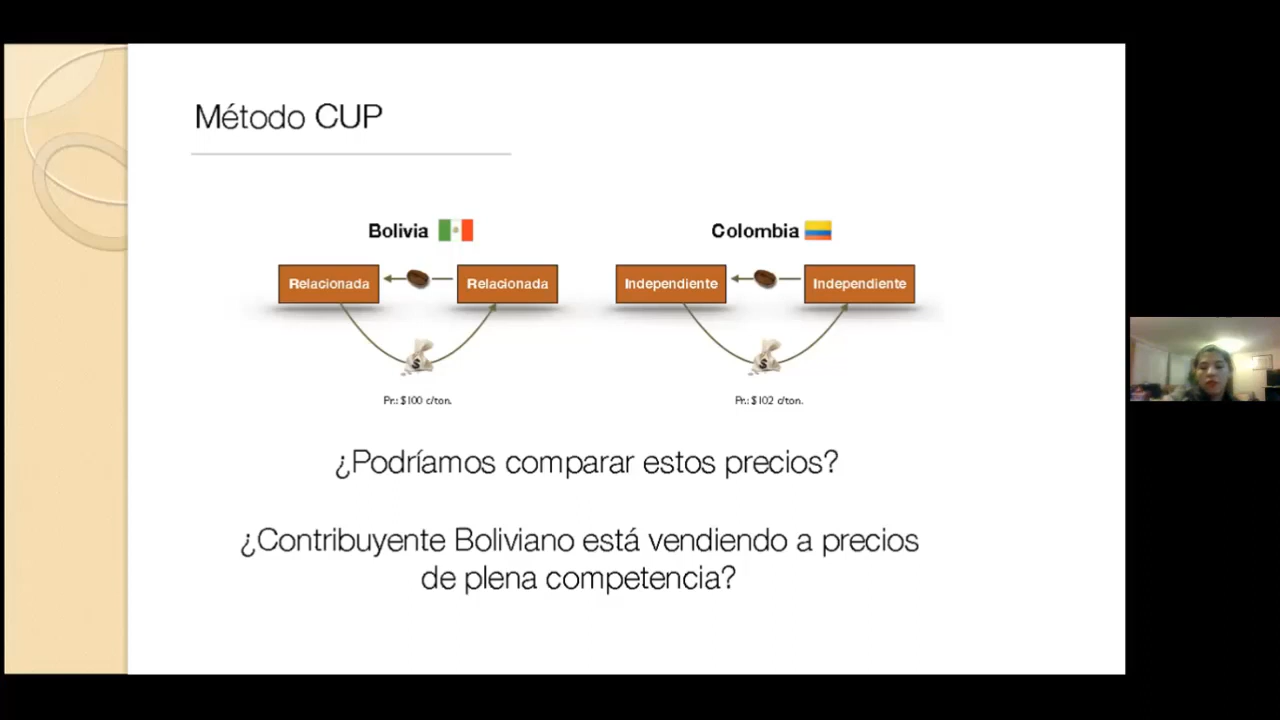 Método CUP
Bolivia
Colombia
Relacionada
Relacionada
Independiente
Independiente
$
$
Pr.: $100 c/ton.
Pr.: $102 c/ton.
¿Podríamos comparar estos precios?
¿Contribuyente Boliviano está vendiendo a precios
de plena competencia?